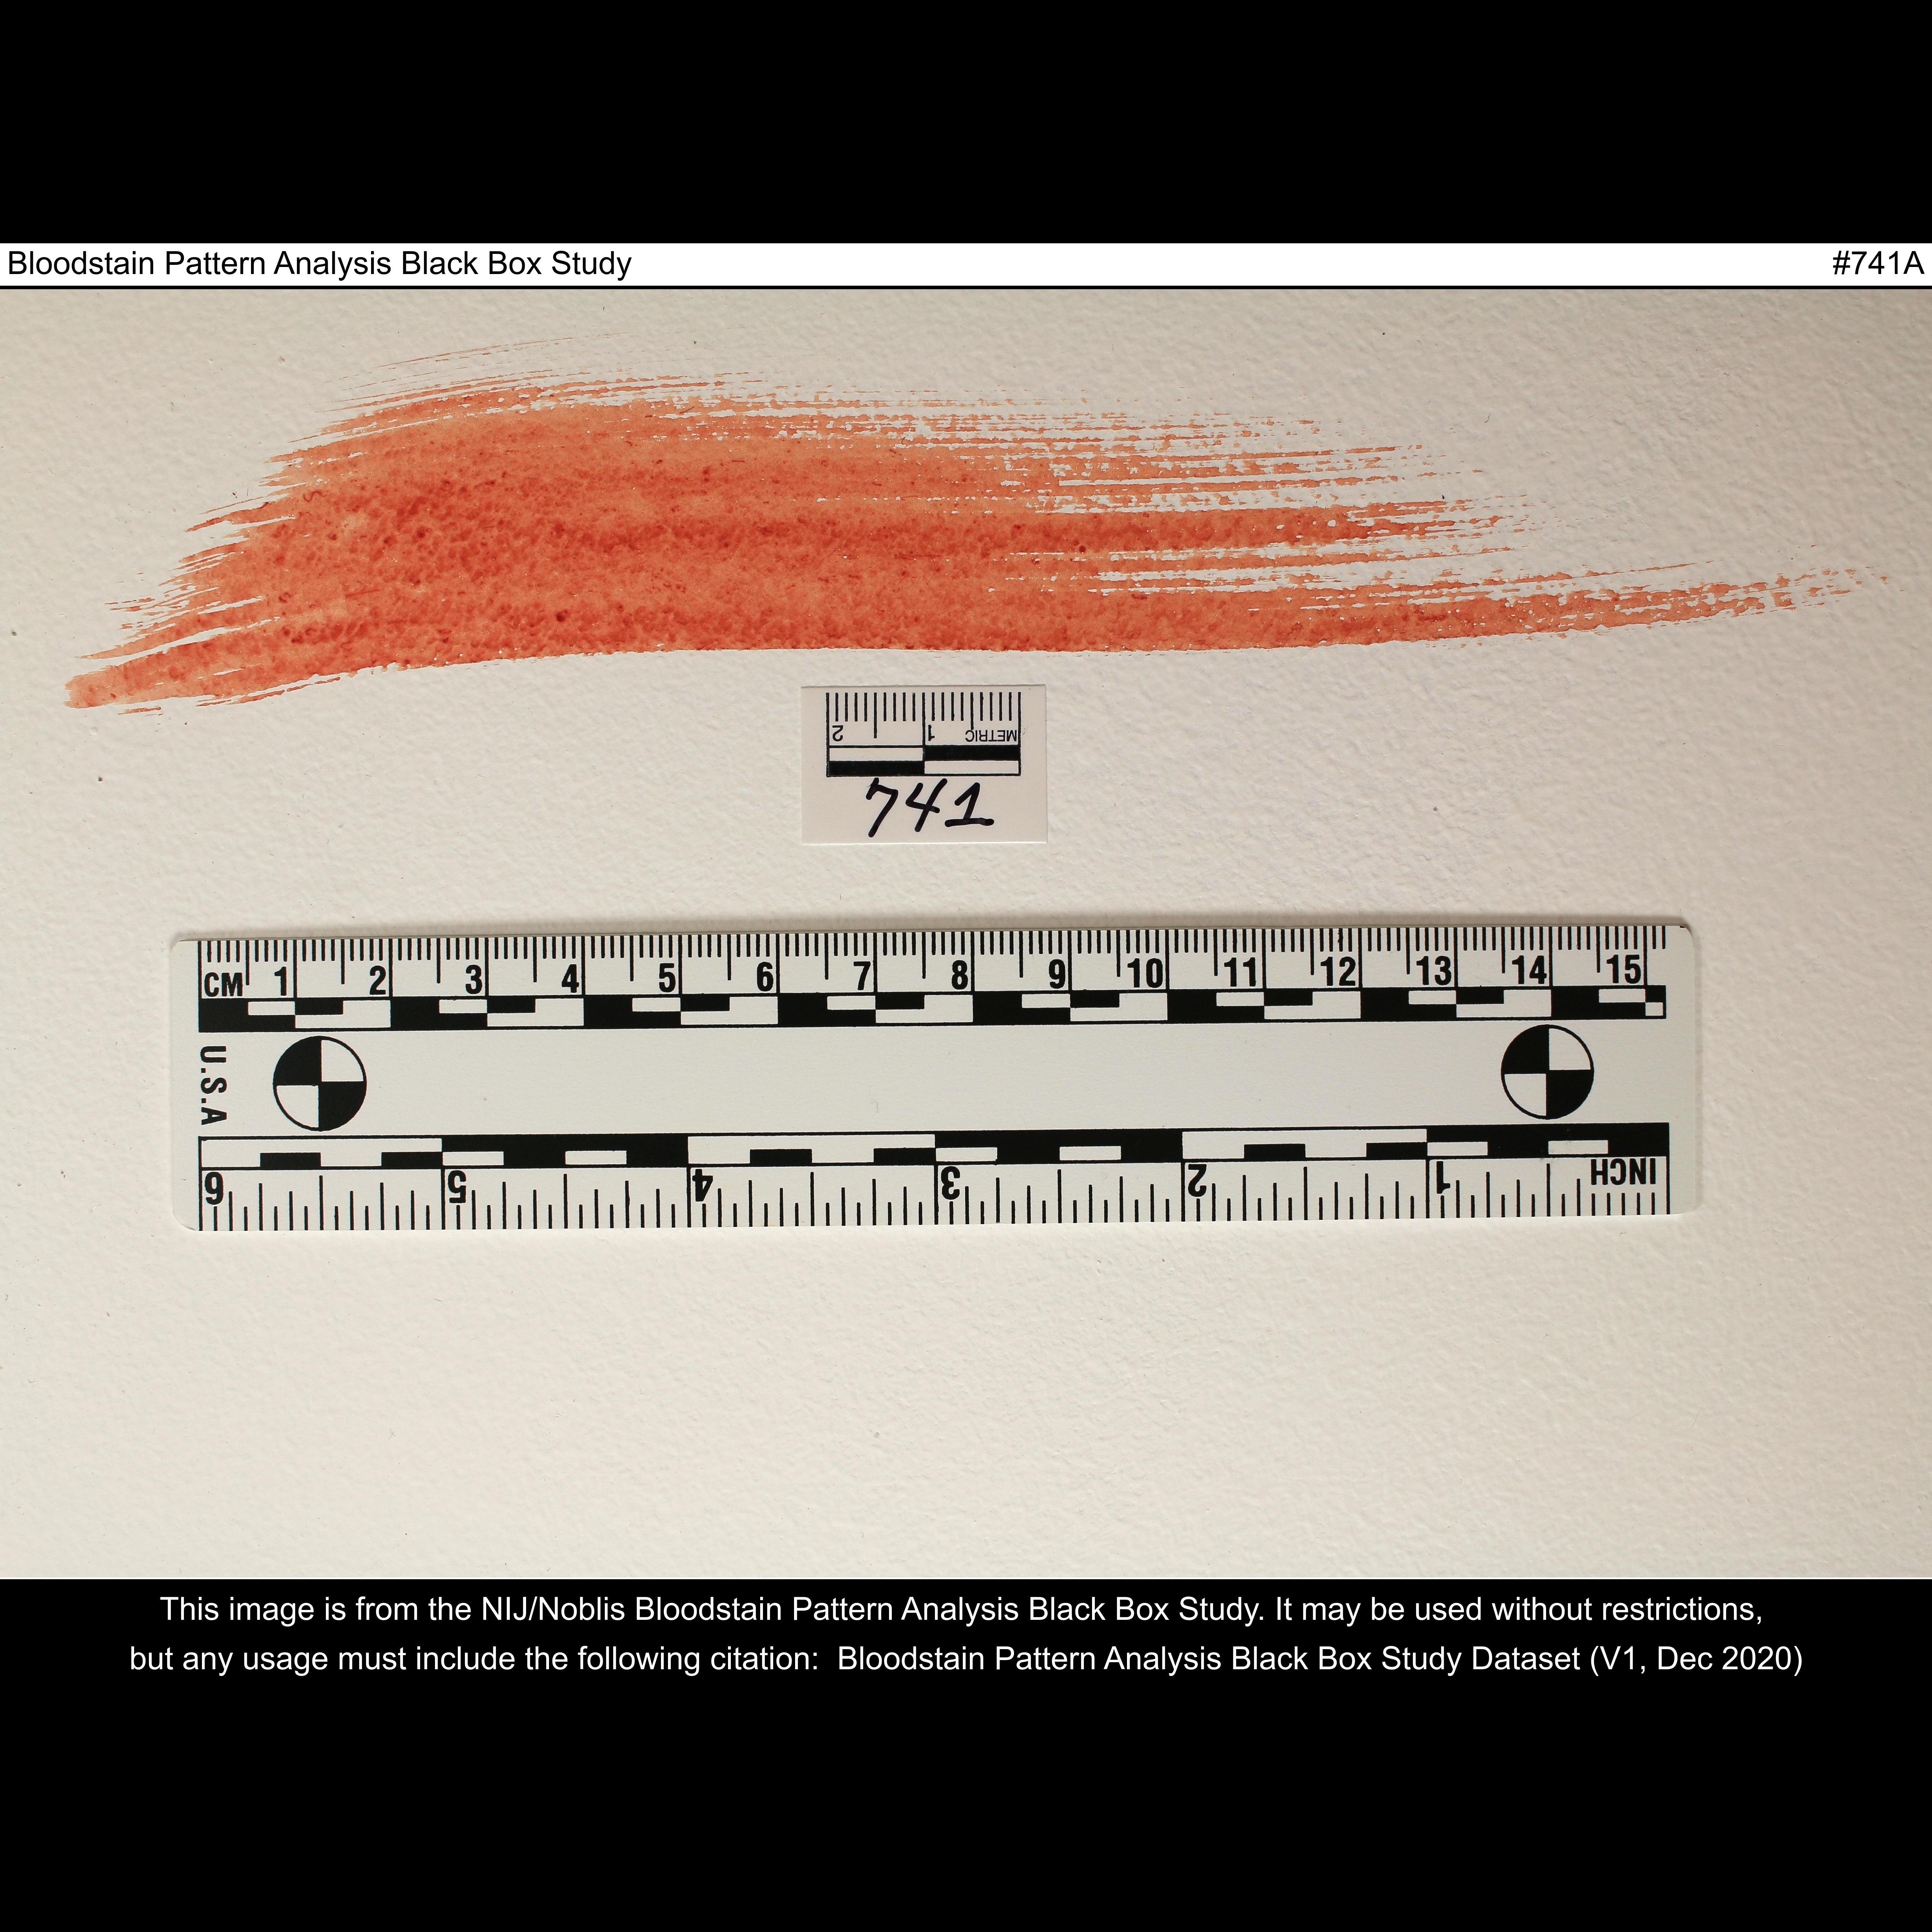 Bloodstain Pattern Analysis Black Box Study #741A
2 1 METRIC
741
CM 1 2 3 4 5 6 7 8 9 10 11 12 13 14 15
U.S.A
6 5 4 3 2 1 INCH
This image is from the NIJ/Noblis Bloodstain Pattern Analysis Black Box Study. It may be used without restrictions,
but any usage must include the following citation: Bloodstain Pattern Analysis Black Box Study Dataset (V1, Dec 2020)